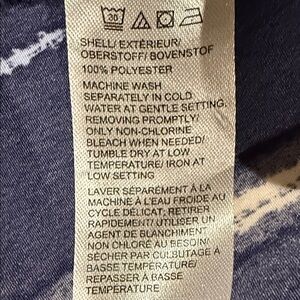 30
SHELL/ EXTÉRIEUR/
OBERSTOFF/ BOVENSTOF
100% POLYESTER
MACHINE WASH
SEPARATELY IN COLD
WATER AT GENTLE SETTING.
REMOVING PROMPTLY/
ONLY NON-CHLORINE
BLEACH WHEN NEEDED/
TUMBLE DRY AT LOW
TEMPERATURE/ IRON AT
LOW SETTING
LAVER SÉPARÉMENT À LA
MACHINE À L'EAU FROIDE AU
CYCLE DÉLICAT; RETIRER
RAPIDEMENT/ UTILISER UN
AGENT DE BLANCHIMENT
NON CHLORÉ AU BESOIN/
SÉCHER PAR CULBUTAGE À
BASSE TEMPÉRATURE/
REPASSER À BASSE
TEMPÉRATURE